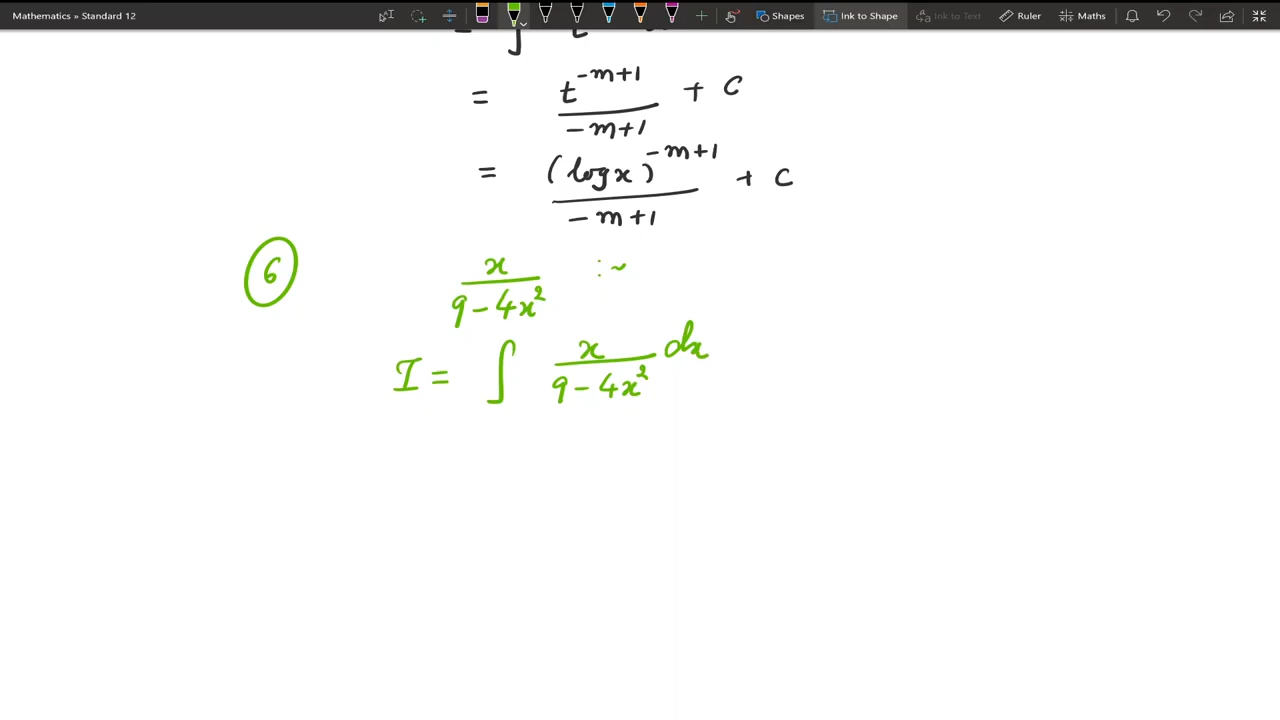 Mathematics » Standard 12 Shapes Ink to Shape Ink to Text Ruler Maths
= t^{-m+1} / -m+1 + C
= (log x)^{-m+1} / -m+1 + C
6 x / 9 - 4x² :~
I = ∫ x / 9 - 4x² dx